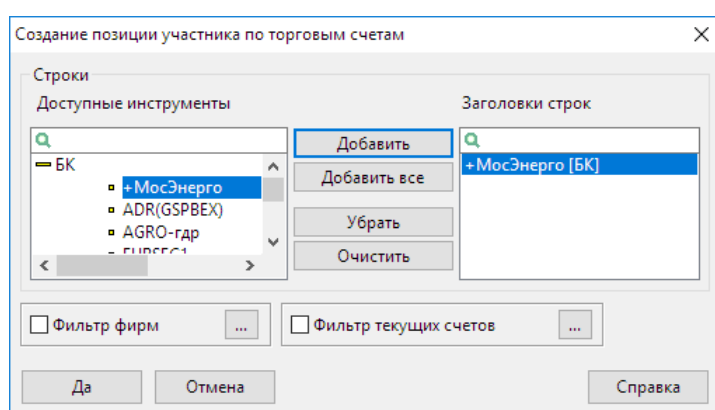 Создание позиции участника по торговым счетам
Строки
Доступные инструменты
Заголовки строк
Добавить
Добавить все
Убрать
Очистить
БК
+МосЭнерго
ADR(GSPBEX)
AGRO-гдр
+МосЭнерго [БК]
Фильтр фирм
...
Фильтр текущих счетов
...
Да
Отмена
Справка